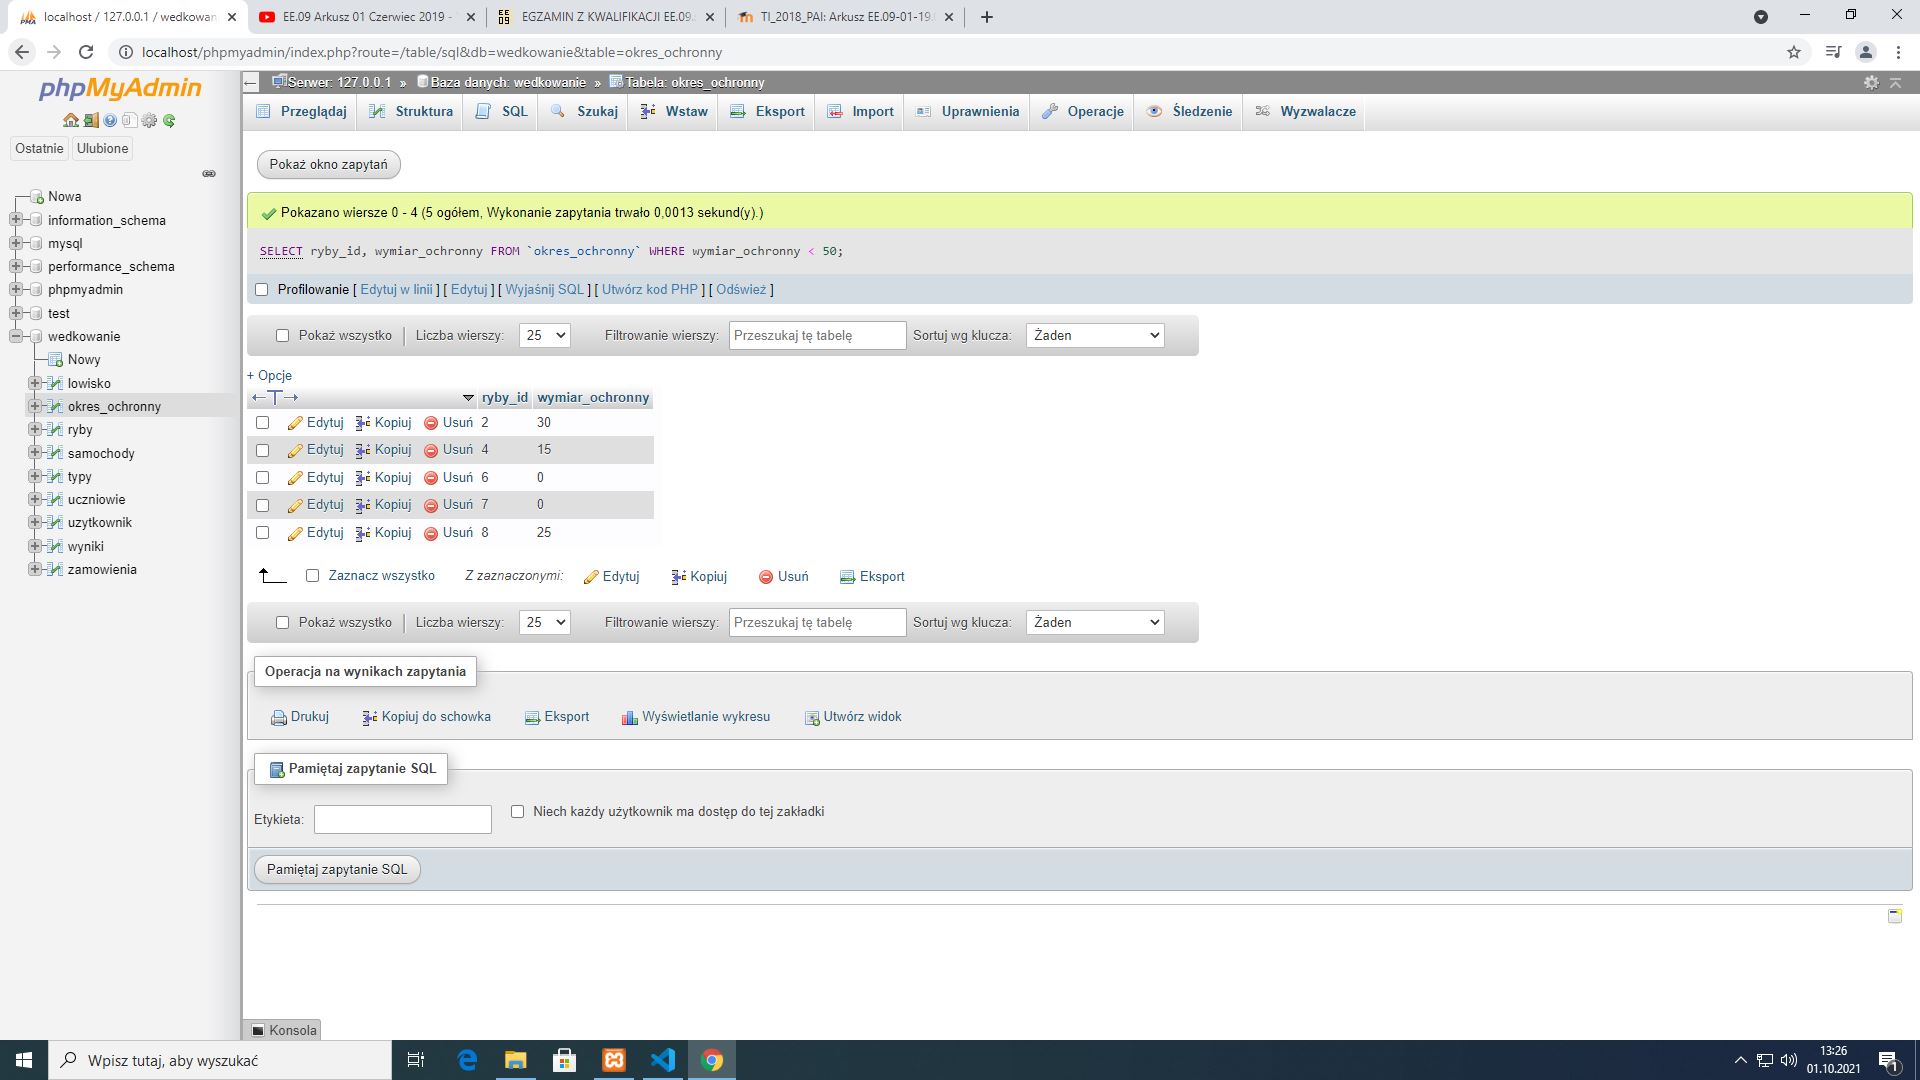 localhost / 127.0.0.1 / wedkowan
EE.09 Arkusz 01 Czerwiec 2019 -
EGZAMIN Z KWALIFIKACJI EE.09.
TI_2018_PAI: Arkusz EE.09-01-19.
localhost/phpmyadmin/index.php?route=/table/sql&db=wedkowanie&table=okres_ochronny
phpMyAdmin
Ostatnie
Ulubione
Nowa
information_schema
mysql
performance_schema
phpmyadmin
test
wedkowanie
Nowy
lowisko
okres_ochronny
ryby
samochody
typy
uczniowie
uzytkownik
wyniki
zamowienia
Serwer: 127.0.0.1 » Baza danych: wedkowanie » Tabela: okres_ochronny
Przeglądaj Struktura SQL Szukaj Wstaw Eksport Import Uprawnienia Operacje Śledzenie Wyzwalacze
Pokaż okno zapytań
Pokazano wiersze 0 - 4 (5 ogółem, Wykonanie zapytania trwało 0,0013 sekund(y).)
SELECT ryby_id, wymiar_ochronny FROM `okres_ochronny` WHERE wymiar_ochronny < 50;
Profilowanie [ Edytuj w linii ] [ Edytuj ] [ Wyjaśnij SQL ] [ Utwórz kod PHP ] [ Odśwież ]
Pokaż wszystko | Liczba wierszy: 25 Filtrowanie wierszy: Przeszukaj tę tabelę Sortuj wg klucza: Żaden
+ Opcje
←T→ ryby_id wymiar_ochronny
Edytuj Kopiuj Usuń 2 30
Edytuj Kopiuj Usuń 4 15
Edytuj Kopiuj Usuń 6 0
Edytuj Kopiuj Usuń 7 0
Edytuj Kopiuj Usuń 8 25
Zaznacz wszystko Z zaznaczonymi: Edytuj Kopiuj Usuń Eksport
Pokaż wszystko | Liczba wierszy: 25 Filtrowanie wierszy: Przeszukaj tę tabelę Sortuj wg klucza: Żaden
Operacja na wynikach zapytania
Drukuj Kopiuj do schowka Eksport Wyświetlanie wykresu Utwórz widok
Pamiętaj zapytanie SQL
Etykieta: Niech każdy użytkownik ma dostęp do tej zakładki
Pamiętaj zapytanie SQL
Konsola
Wpisz tutaj, aby wyszukać
13:26
01.10.2021
1